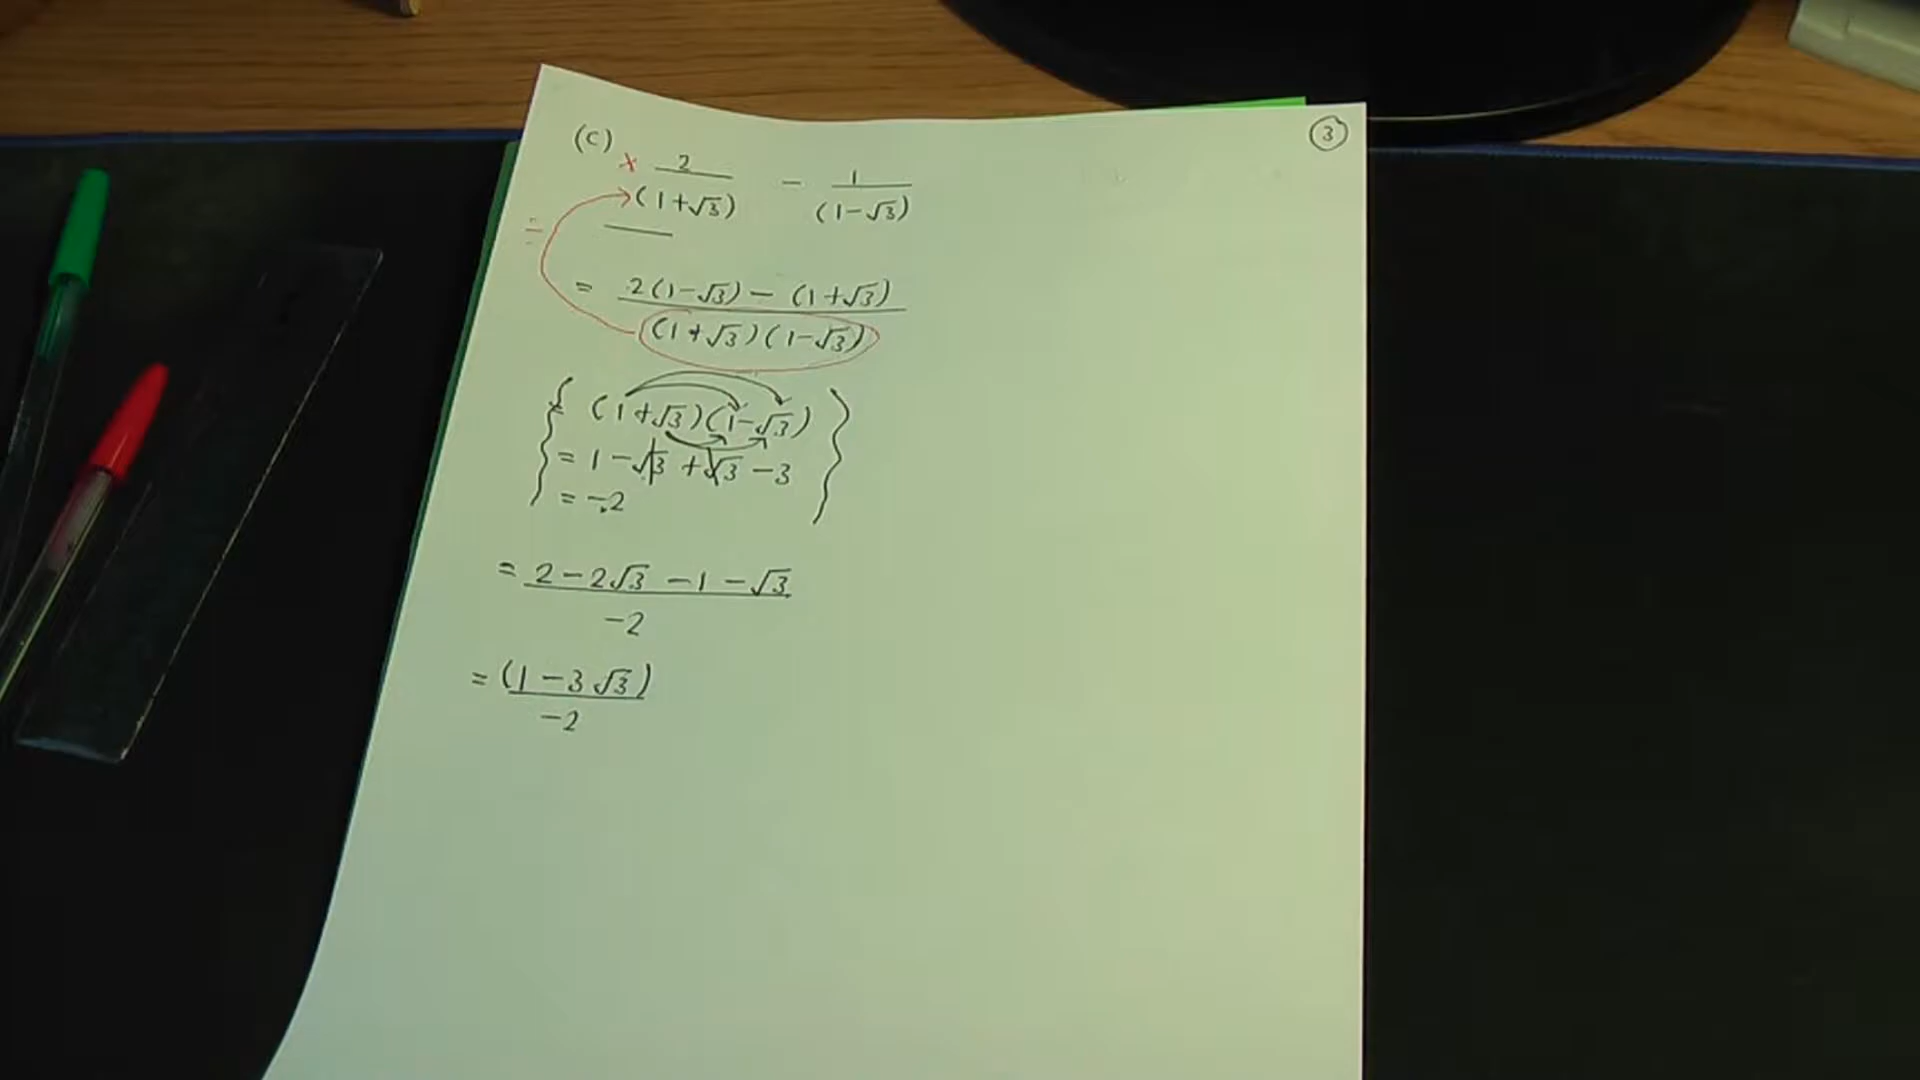 (c) ③
× 2/(1+√3) - 1/(1-√3)
÷
= 2(1-√3) - (1+√3)/(1+√3)(1-√3)
= (1+√3)(1-√3)
= 1 - √3 + √3 - 3
= -2
= 2 - 2√3 - 1 - √3/-2
= (1 - 3√3)/-2